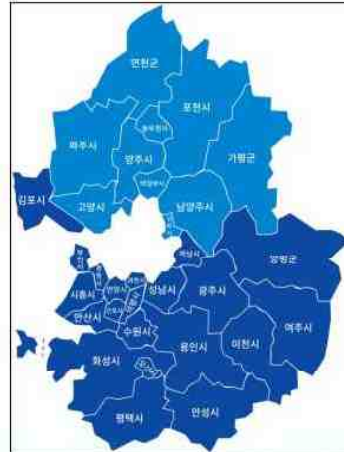 연천군
포천시
동두천시
파주시
양주시
가평군
의정부시
김포시
고양시
남양주시
구리시
하남시
양평군
부천시
광명시
과천시
시흥시
안양시
성남시
광주시
의왕시
군포시
안산시
여주시
수원시
용인시
이천시
화성시
오산시
평택시
안성시